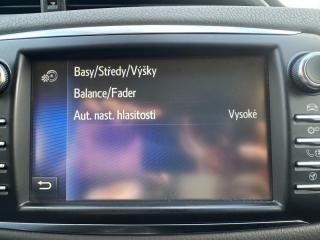 Basy/Středy/Výšky
Balance/Fader
Aut. nast. hlasitosti Vysoké